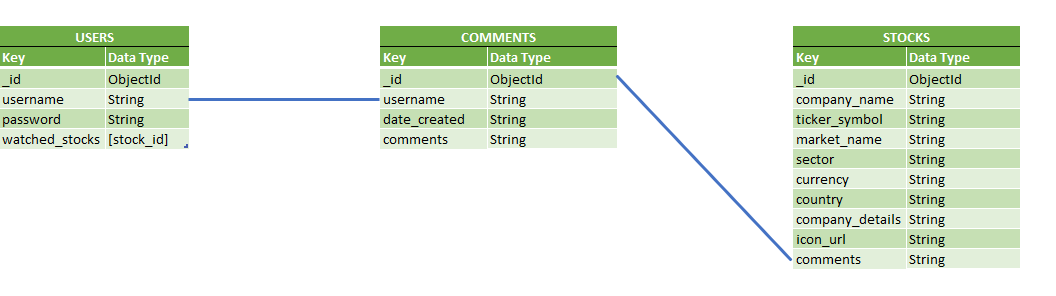 USERS
Key Data Type
_id ObjectId
username String
password String
watched_stocks [stock_id]
COMMENTS
Key Data Type
_id ObjectId
username String
date_created String
comments String
STOCKS
Key Data Type
_id ObjectId
company_name String
ticker_symbol String
market_name String
sector String
currency String
country String
company_details String
icon_url String
comments String